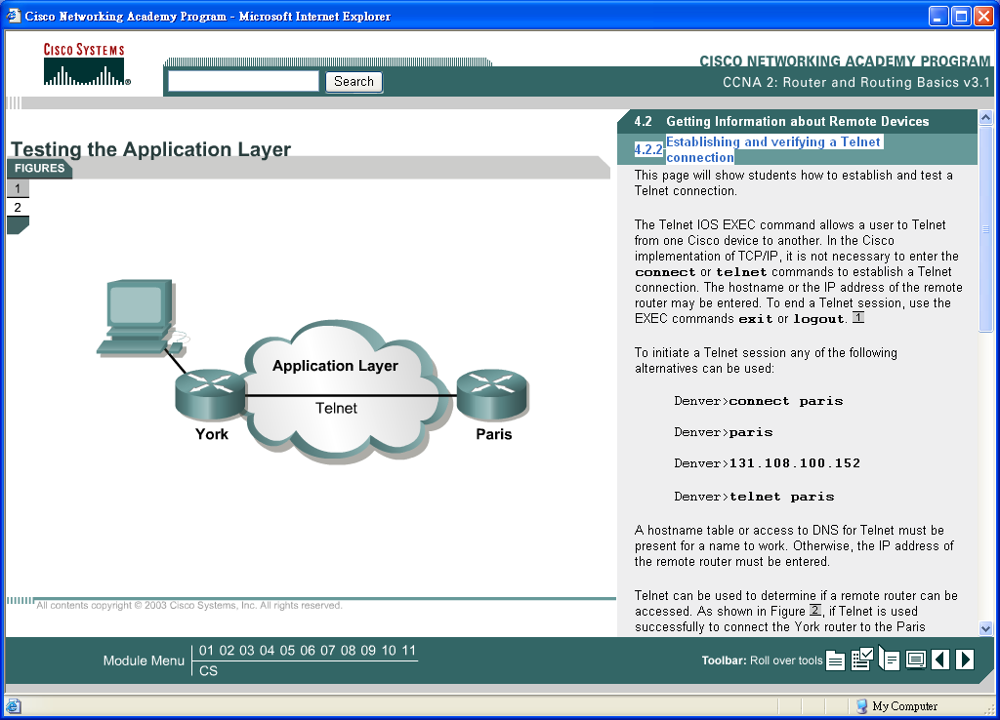 Cisco Networking Academy Program - Microsoft Internet Explorer
CISCO SYSTEMS
®
Search
CISCO NETWORKING ACADEMY PROGRAM
CCNA 2: Router and Routing Basics v3.1
Testing the Application Layer
FIGURES
1
2
Application Layer
Telnet
York
Paris
All contents copyright © 2003 Cisco Systems, Inc. All rights reserved.
4.2 Getting Information about Remote Devices
4.2.2 Establishing and verifying a Telnet
connection
This page will show students how to establish and test a
Telnet connection.
The Telnet IOS EXEC command allows a user to Telnet
from one Cisco device to another. In the Cisco
implementation of TCP/IP, it is not necessary to enter the
connect or telnet commands to establish a Telnet
connection. The hostname or the IP address of the remote
router may be entered. To end a Telnet session, use the
EXEC commands exit or logout. 1
To initiate a Telnet session any of the following
alternatives can be used:
Denver>connect paris
Denver>paris
Denver>131.108.100.152
Denver>telnet paris
A hostname table or access to DNS for Telnet must be
present for a name to work. Otherwise, the IP address of
the remote router must be entered.
Telnet can be used to determine if a remote router can be
accessed. As shown in Figure 2, if Telnet is used
successfully to connect the York router to the Paris
Module Menu
01 02 03 04 05 06 07 08 09 10 11
CS
Toolbar: Roll over tools
My Computer